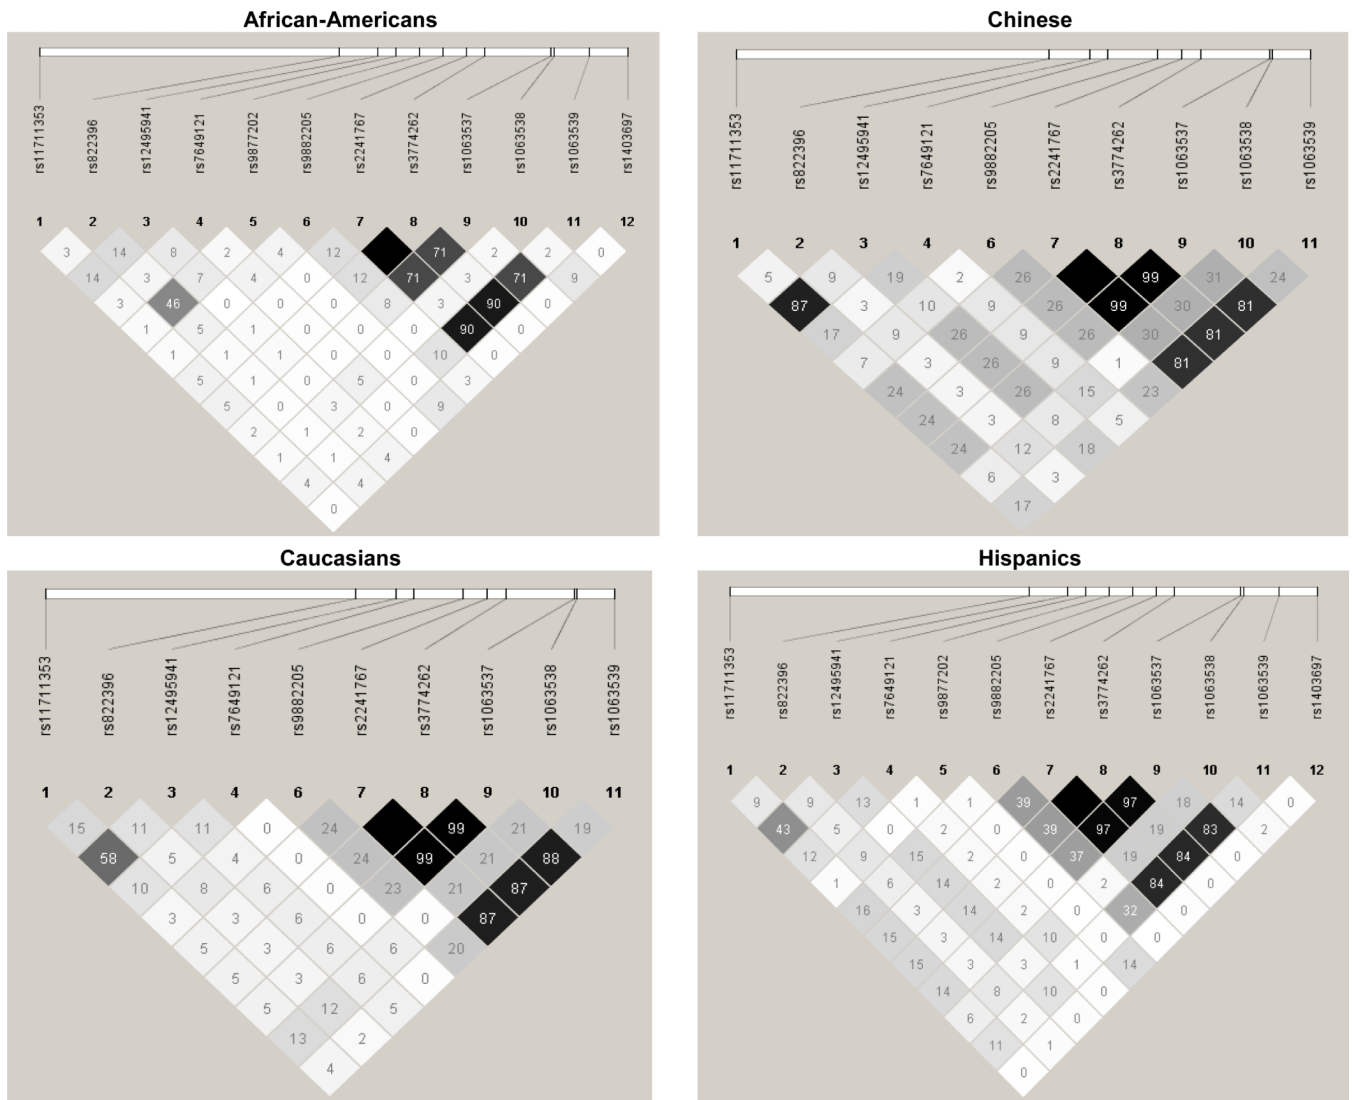 African-Americans
rs11711353
rs822396
rs12495941
rs7649121
rs9877202
rs9882205
rs2241767
rs3774262
rs1063537
rs1063538
rs1063539
rs1403697
1 2 3 4 5 6 7 8 9 10 11 12
3 14 8 2 4 12 71 2 2 0
14 3 7 4 0 12 71 3 71 9
3 46 0 0 0 8 3 90 0
1 5 1 0 0 0 90 0
1 1 1 0 0 10 0
5 1 0 5 0 3
5 0 3 0 9
2 1 2 0
1 1 4
4 4
0
Chinese
rs11711353
rs822396
rs12495941
rs7649121
rs9882205
rs2241767
rs3774262
rs1063537
rs1063538
rs1063539
1 2 3 4 6 7 8 9 10 11
5 9 19 2 26 99 31 24
87 3 10 9 26 99 30 81
17 9 26 9 26 30 81
7 3 26 9 1 81
24 3 26 15 23
24 3 8 5
24 12 18
6 3
17
Caucasians
rs11711353
rs822396
rs12495941
rs7649121
rs9882205
rs2241767
rs3774262
rs1063537
rs1063538
rs1063539
1 2 3 4 6 7 8 9 10 11
15 11 11 0 24 99 21 19
58 5 4 0 24 99 21 88
10 8 6 0 23 21 87
3 3 6 0 0 87
5 3 6 6 20
5 3 6 0
5 12 5
13 2
4
Hispanics
rs11711353
rs822396
rs12495941
rs7649121
rs9877202
rs9882205
rs2241767
rs3774262
rs1063537
rs1063538
rs1063539
rs1403697
1 2 3 4 5 6 7 8 9 10 11 12
9 9 13 1 1 39 97 18 14 0
43 5 0 2 0 39 97 19 83 2
12 9 15 2 0 37 19 84 0
1 6 14 2 0 2 84 0
16 3 14 2 0 32 0
15 3 14 10 0 0
15 3 3 1 14
14 8 10 0
6 2 0
11 1
0